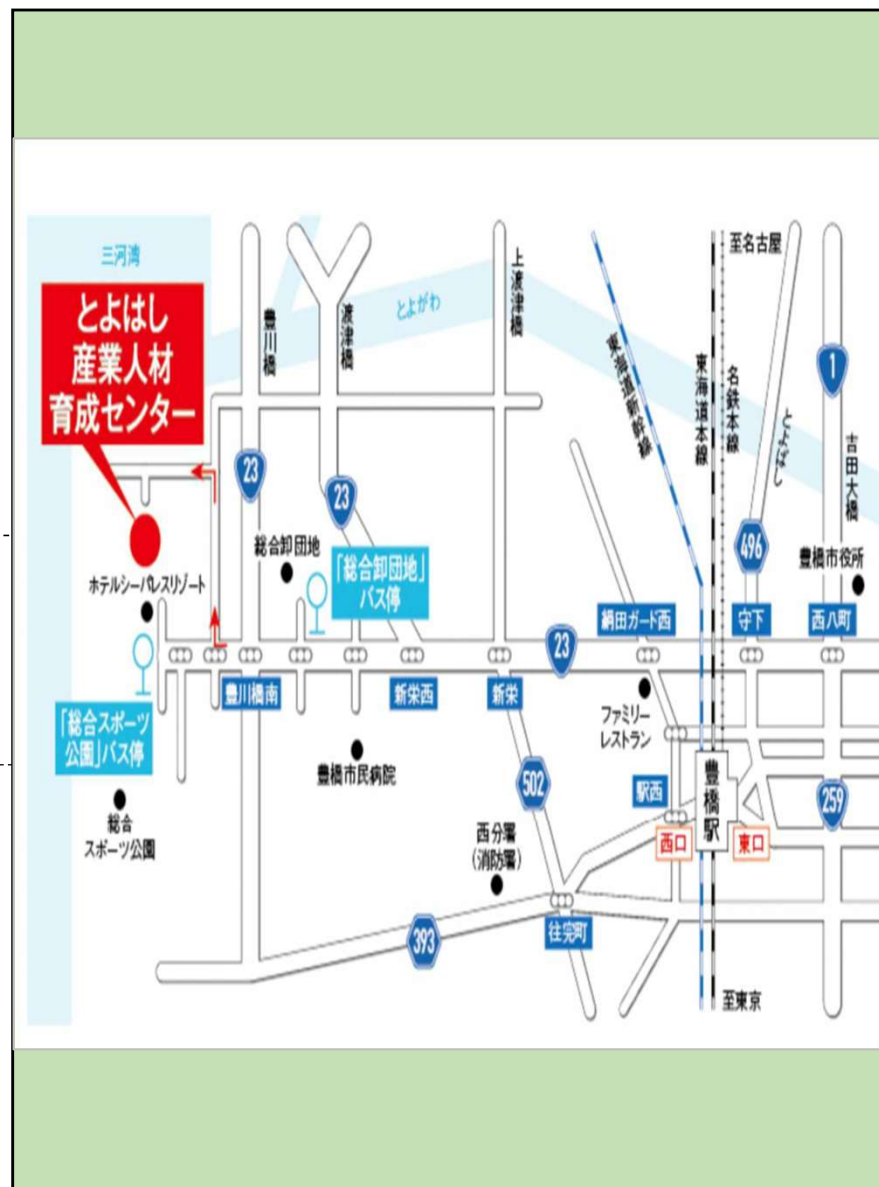 三河湾
とよはし
産業人材
育成センター
豊川橋
渡津橋
とよがわ
上渡津橋
東海道新幹線
至名古屋
東海道本線
名鉄本線
とよばし
1
吉田大橋
23
23
496
豊橋市役所
総合卸団地
「総合卸団地」
バス停
ホテルシーパレスリゾート
網田ガード西
守下
西八町
23
豊川橋南
新栄西
新栄
「総合スポーツ
公園」バス停
ファミリー
レストラン
豊橋市民病院
502
駅西
豊橋駅
259
総合
スポーツ公園
西分署
(消防署)
西口
東口
393
往完町
至東京